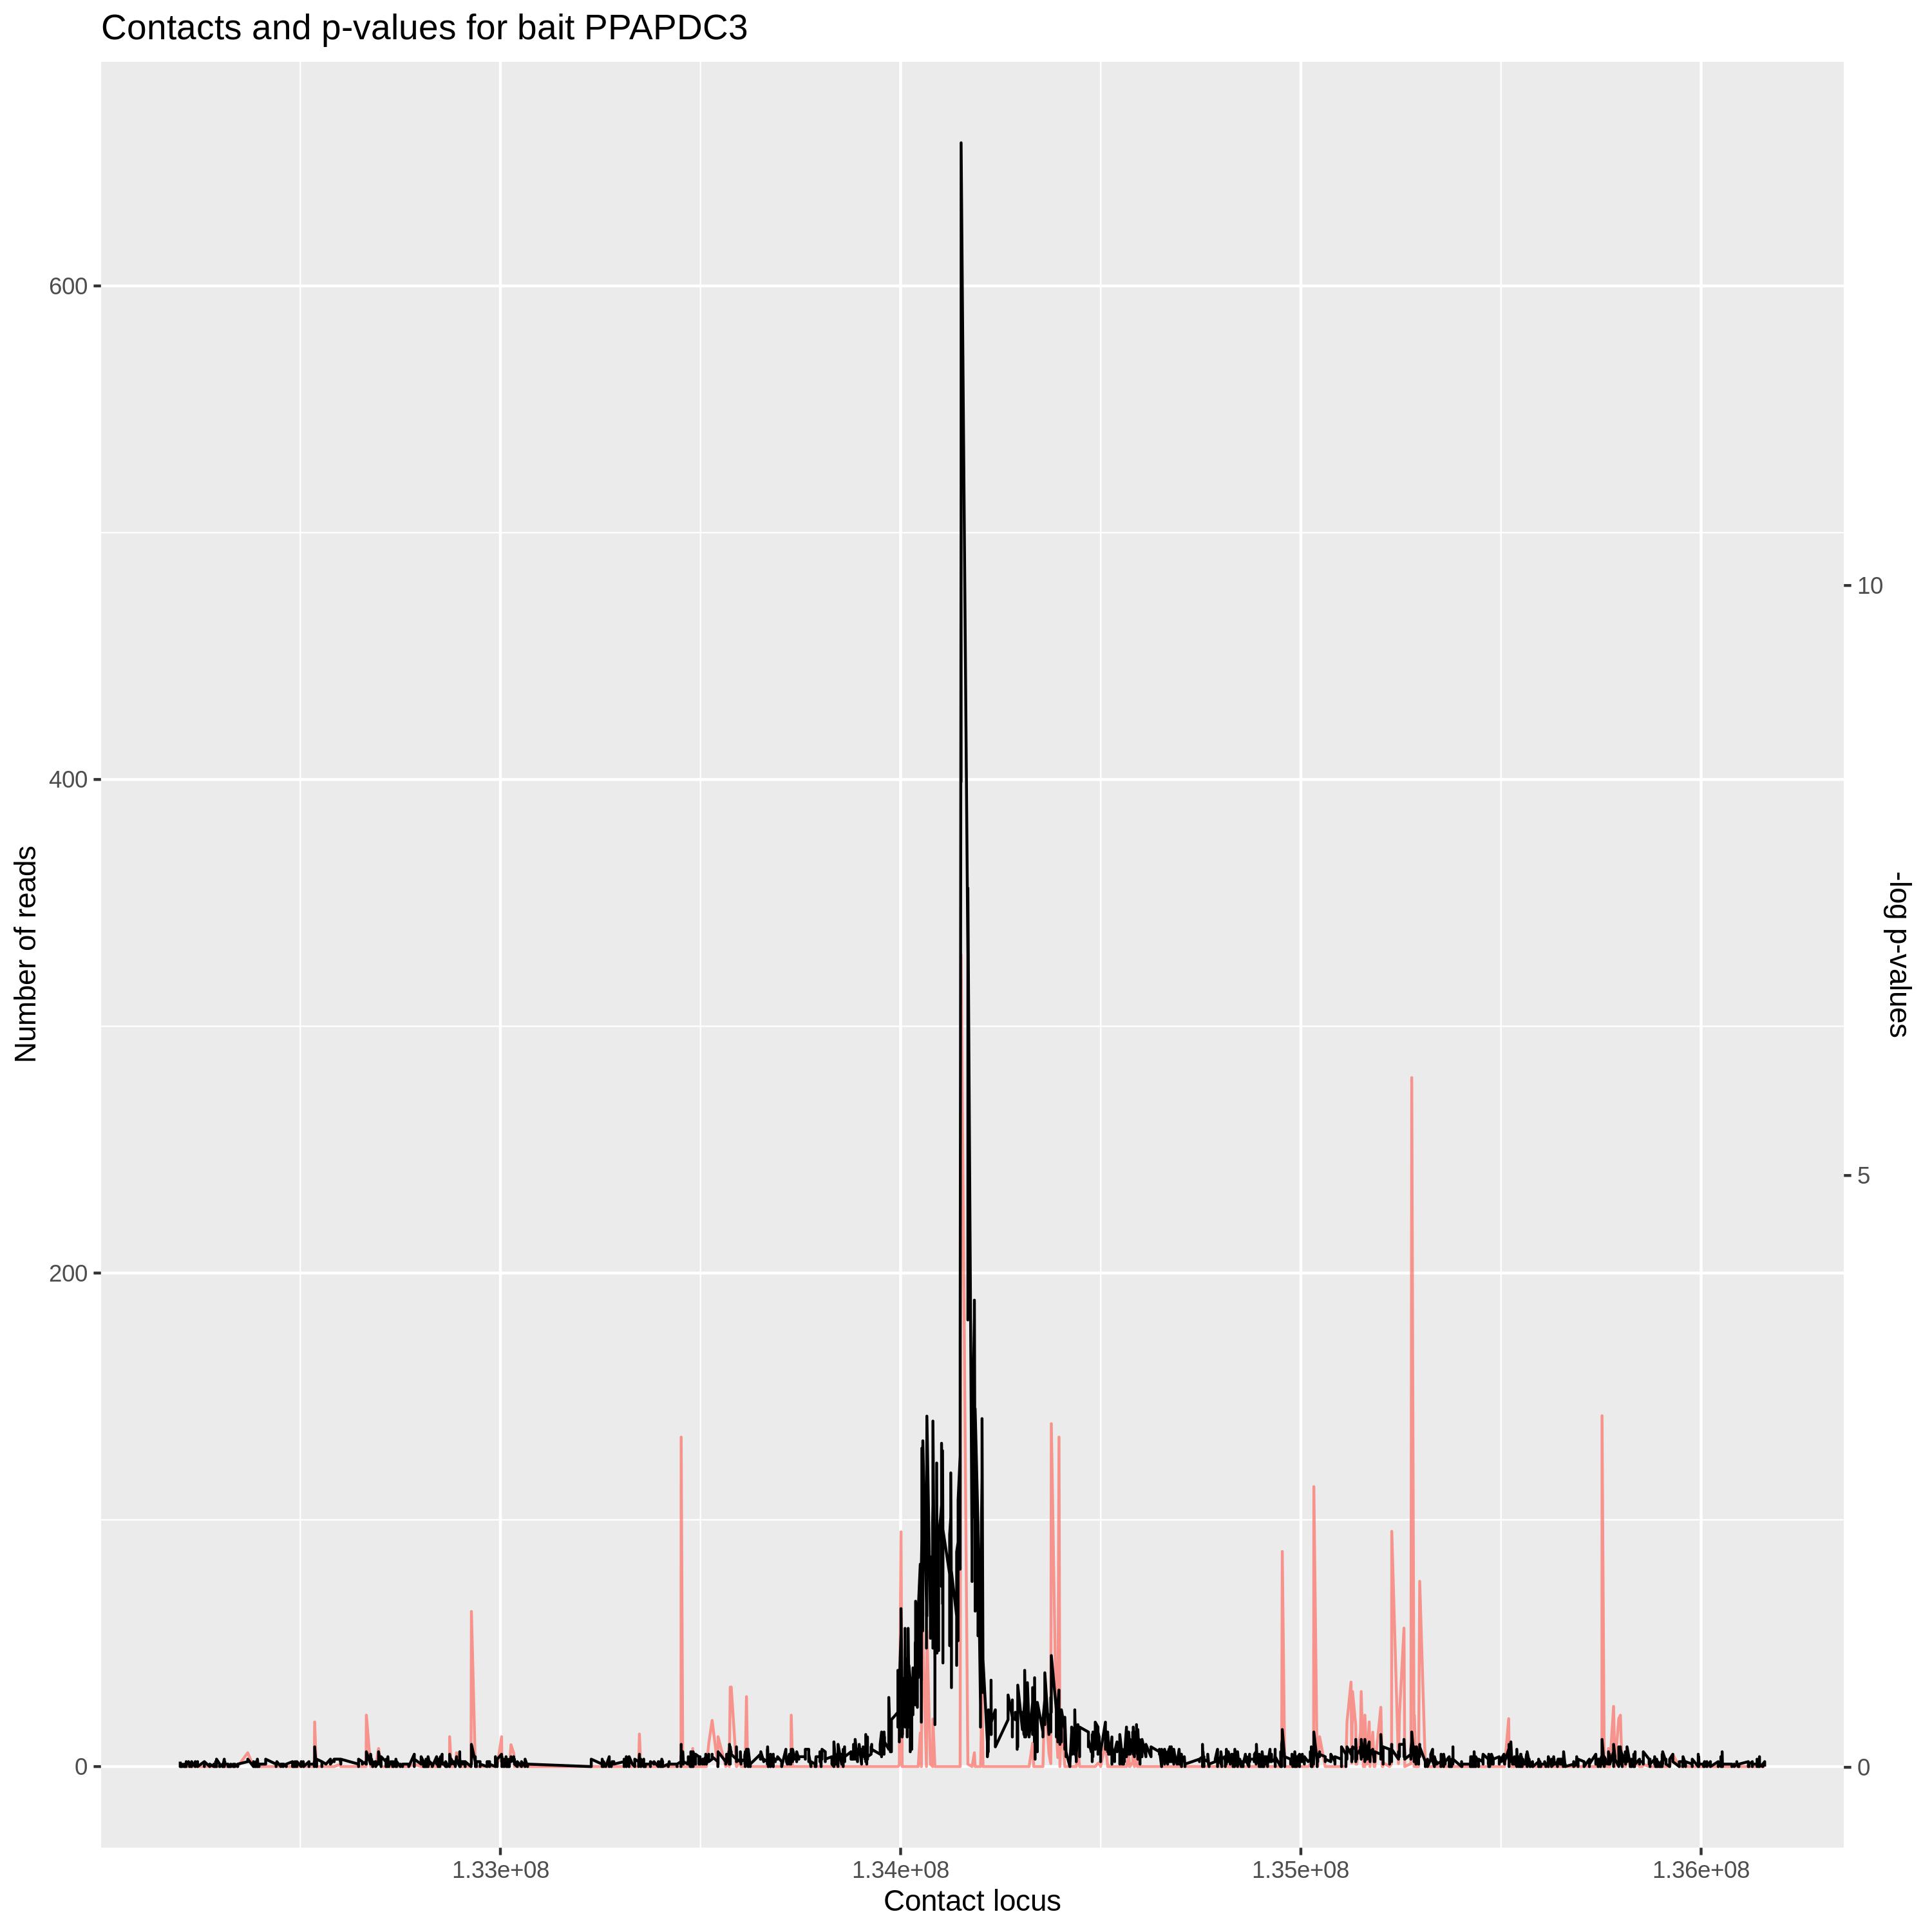 Contacts and p-values for bait PPAPDC3
600
400
200
0
Number of reads
10
5
0
-log p-values
1.33e+08
1.34e+08
1.35e+08
1.36e+08
Contact locus